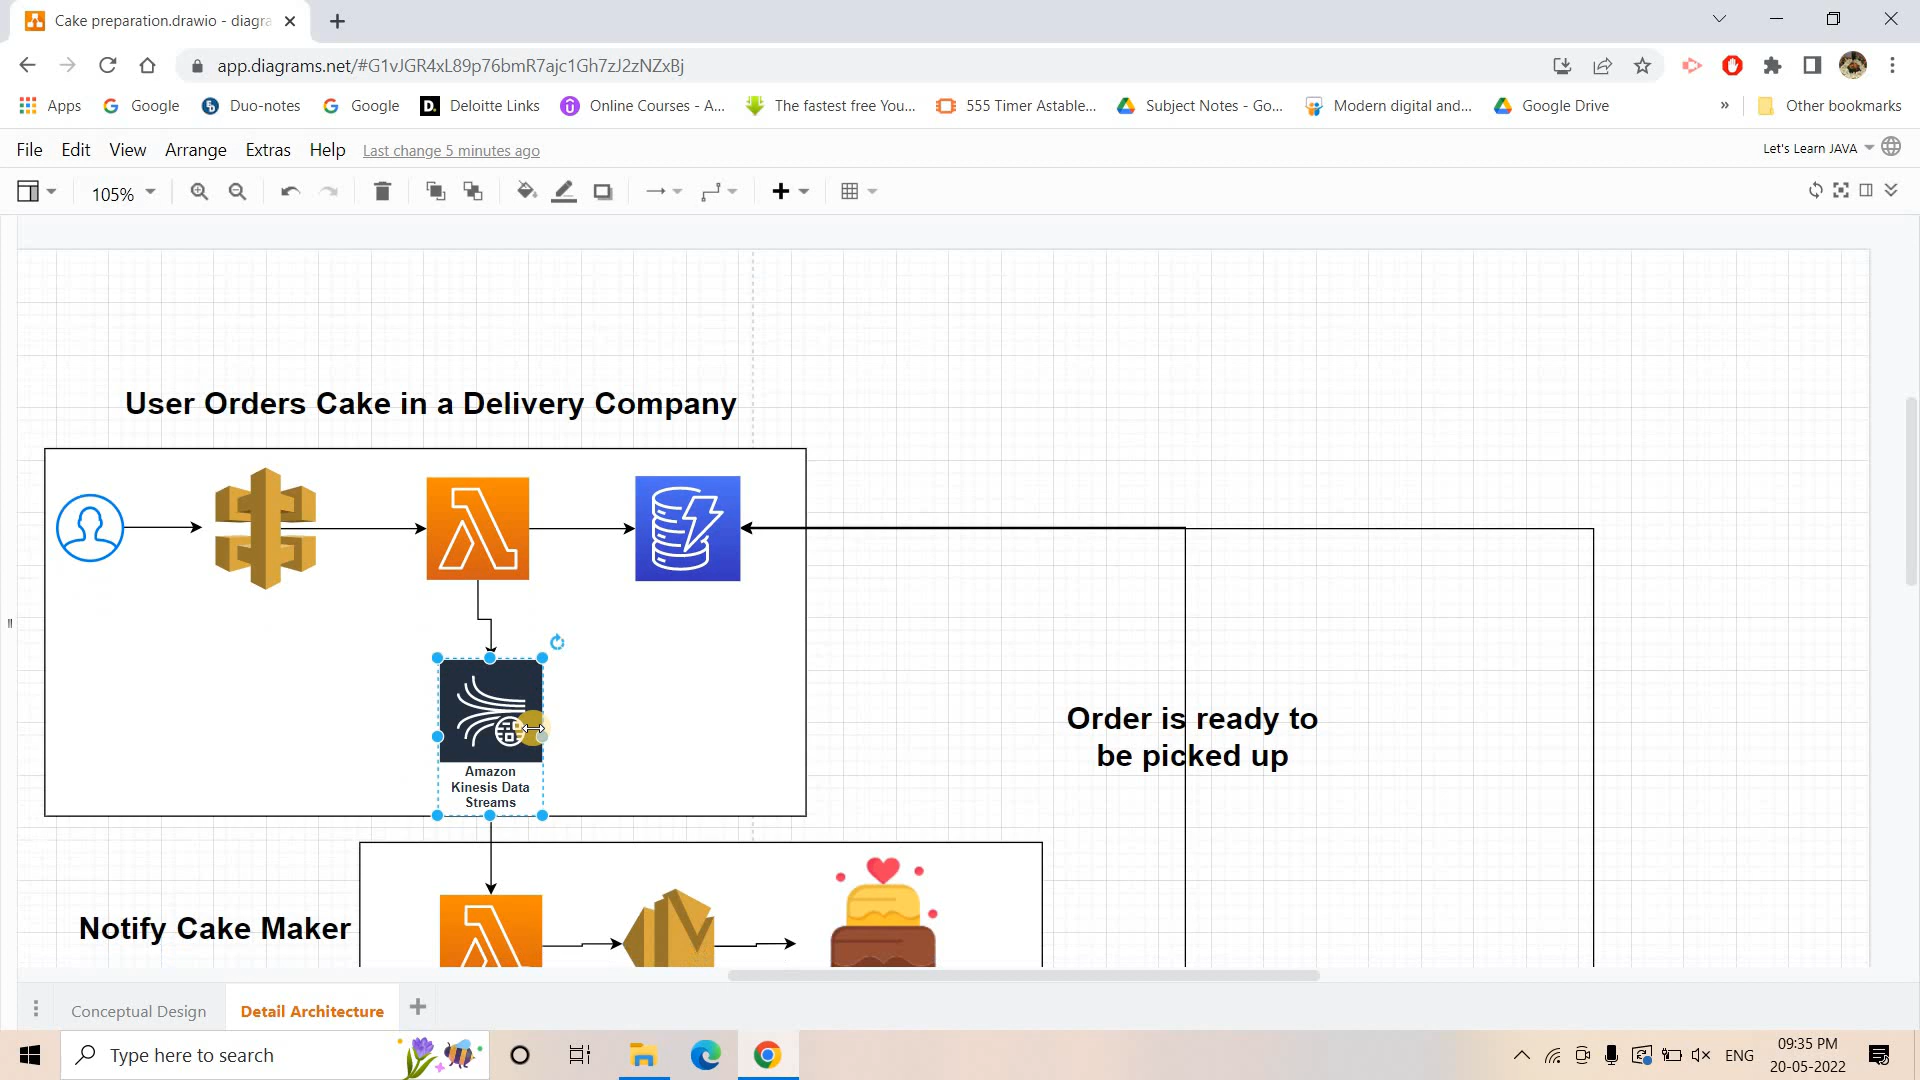 Cake preparation.drawio - diagra
app.diagrams.net/#G1vJGR4xL89p76bmR7ajc1Gh7zJ2zNZxBj
Apps
Google
Duo-notes
Google
D.
Deloitte Links
Online Courses - A...
The fastest free You...
555 Timer Astable...
Subject Notes - Go...
Modern digital and...
Google Drive
»
Other bookmarks
File
Edit
View
Arrange
Extras
Help
Last change 5 minutes ago
Let's Learn JAVA
105%
User Orders Cake in a Delivery Company
Amazon
Kinesis Data
Streams
Order is ready to
be picked up
Notify Cake Maker
Conceptual Design
Detail Architecture
Type here to search
ENG
09:35 PM
20-05-2022